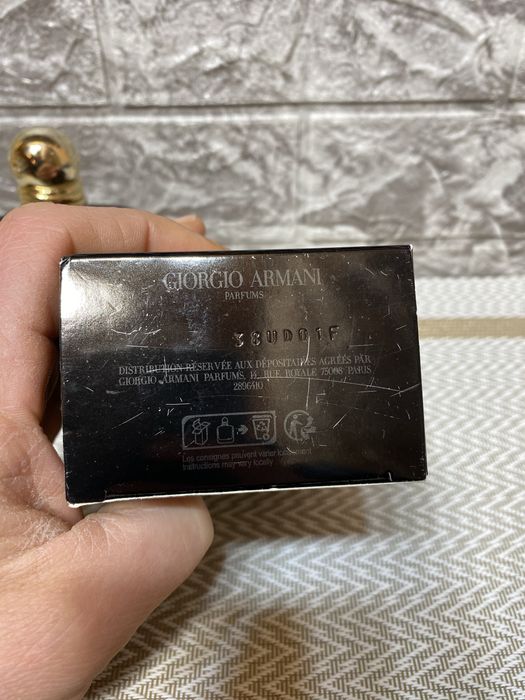 GIORGIO ARMANI
PARFUMS
38UD01F
DISTRIBUTION RÉSERVÉE AUX DÉPOSITAIRES AGRÉÉS PAR
GIORGIO ARMANI PARFUMS, 14, RUE ROYALE 75008 PARIS
2896410
Les consignes peuvent varier localement
Instructions may vary locally